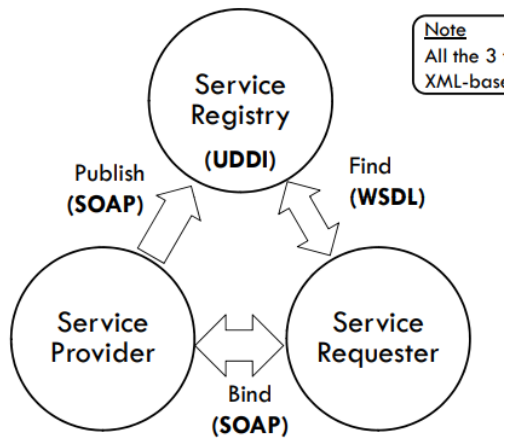 Note
All the 3
XML-base
Service
Registry
(UDDI)
Publish
(SOAP)
Find
(WSDL)
Service
Provider
Service
Requester
Bind
(SOAP)